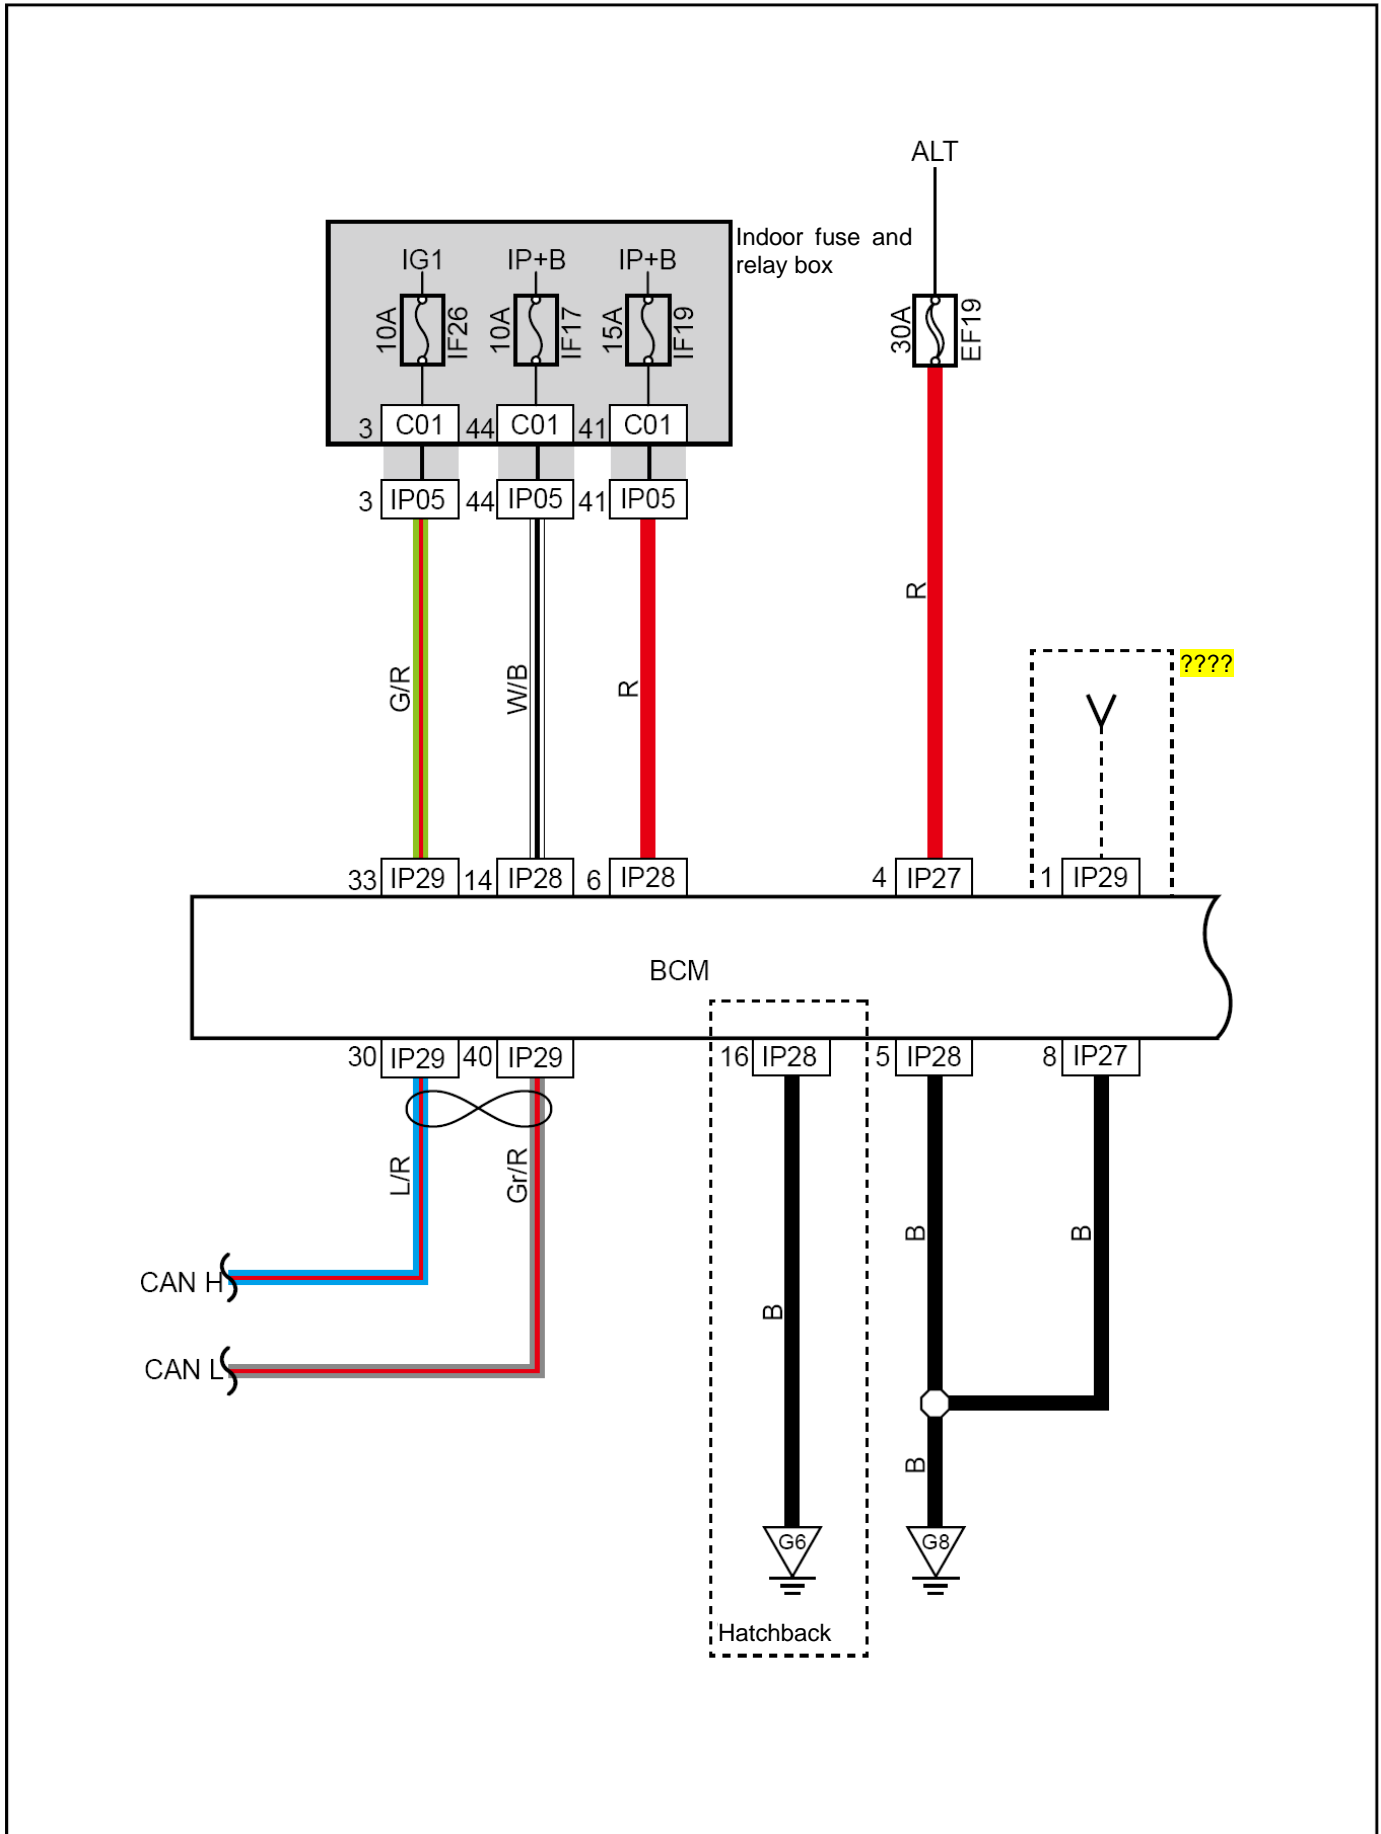 ALT
Indoor fuse and
relay box
IG1 IP+B IP+B
10A IF26 10A IF17 15A IF19 30A EF19
3 C01 44 C01 41 C01
3 IP05 44 IP05 41 IP05
R
????
G/R W/B R
33 IP29 14 IP28 6 IP28 4 IP27 1 IP29
BCM
30 IP29 40 IP29 16 IP28 5 IP28 8 IP27
L/R Gr/R
B B
CAN H
B
CAN L
B
G6 G8
Hatchback